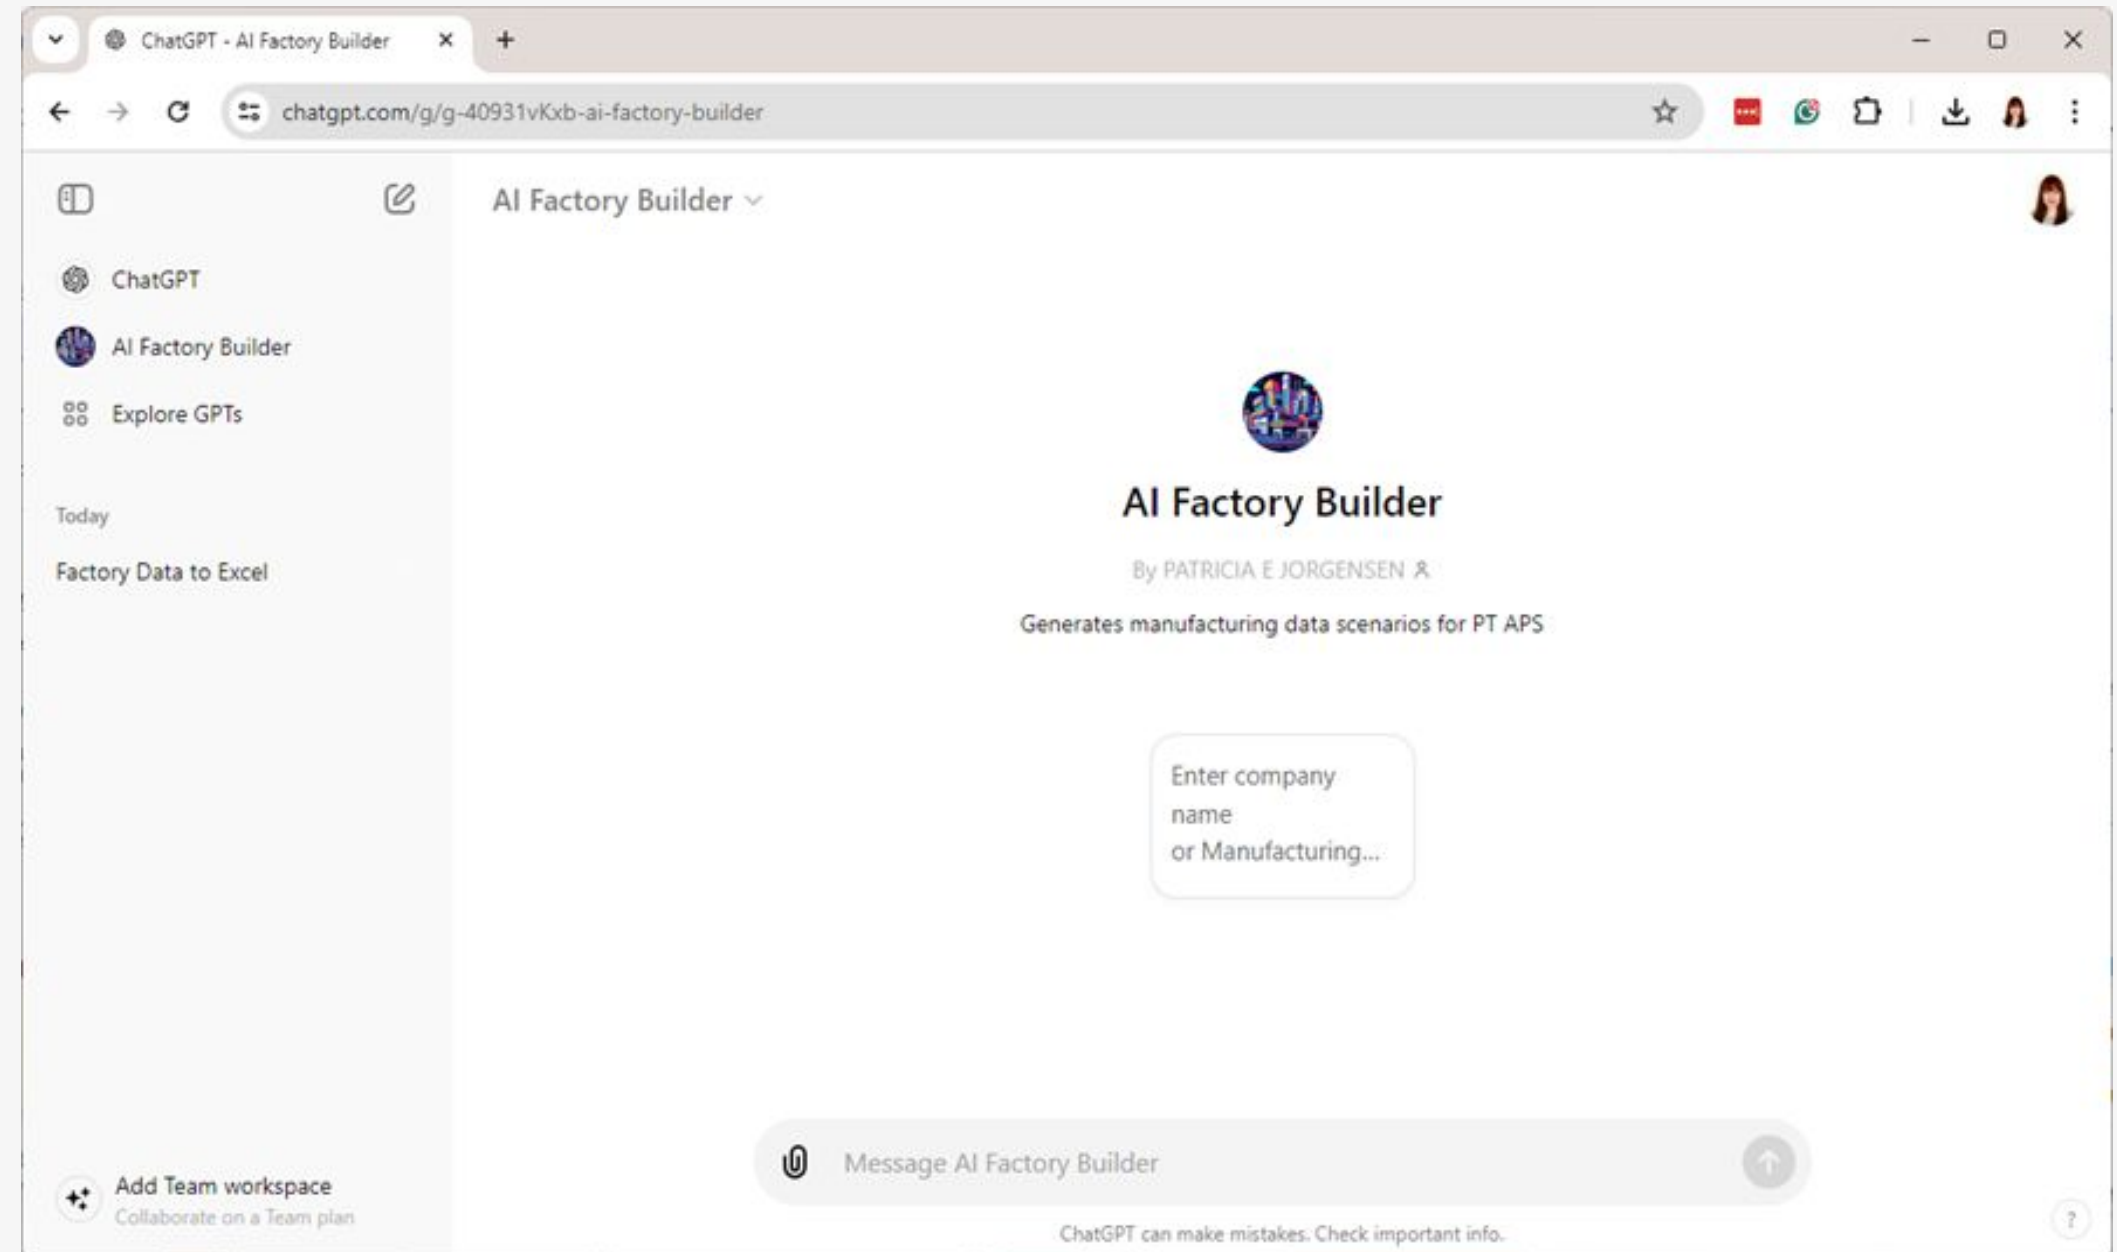 ChatGPT - AI Factory Builder
chatgpt.com/g/g-40931vKxb-ai-factory-builder
AI Factory Builder
ChatGPT
AI Factory Builder
Explore GPTs
Today
Factory Data to Excel
AI Factory Builder
By PATRICIA E JORGENSEN
Generates manufacturing data scenarios for PT APS
Enter company
name
or Manufacturing...
Message AI Factory Builder
Add Team workspace
Collaborate on a Team plan
ChatGPT can make mistakes. Check important info.
?